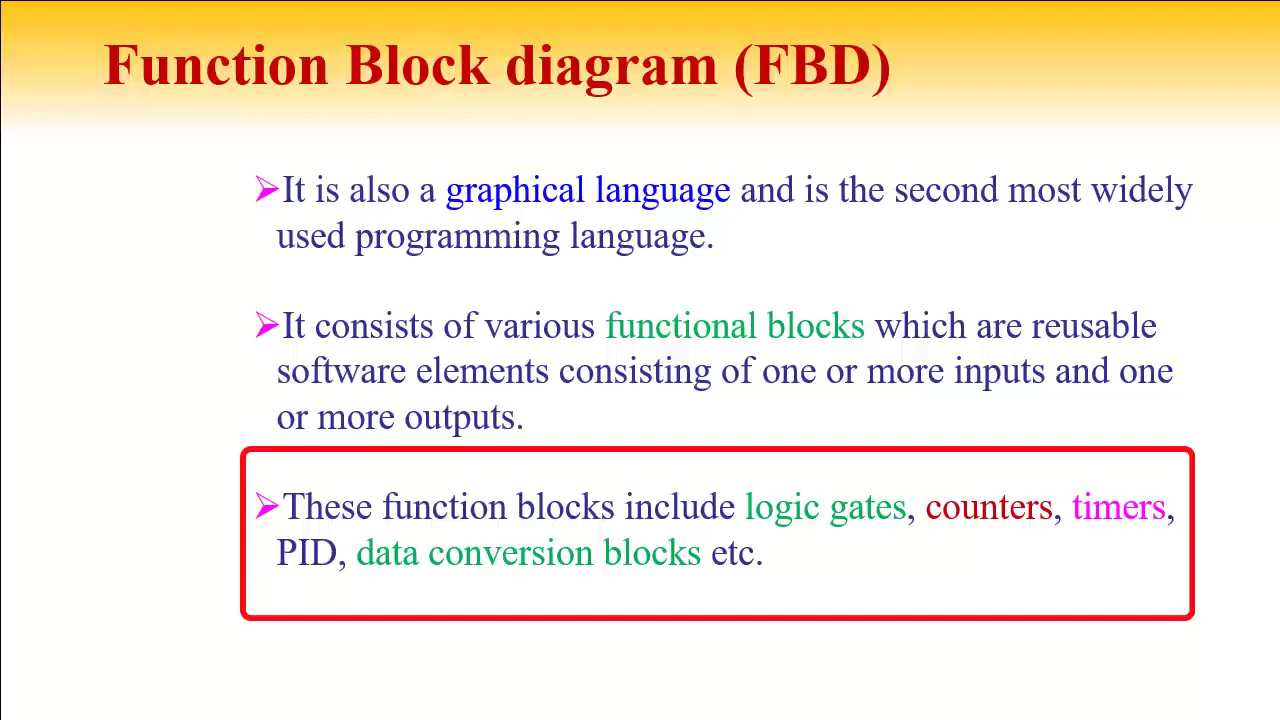 Function Block diagram (FBD)
➢It is also a graphical language and is the second most widely
used programming language.
➢It consists of various functional blocks which are reusable
software elements consisting of one or more inputs and one
or more outputs.
➢These function blocks include logic gates, counters, timers,
PID, data conversion blocks etc.